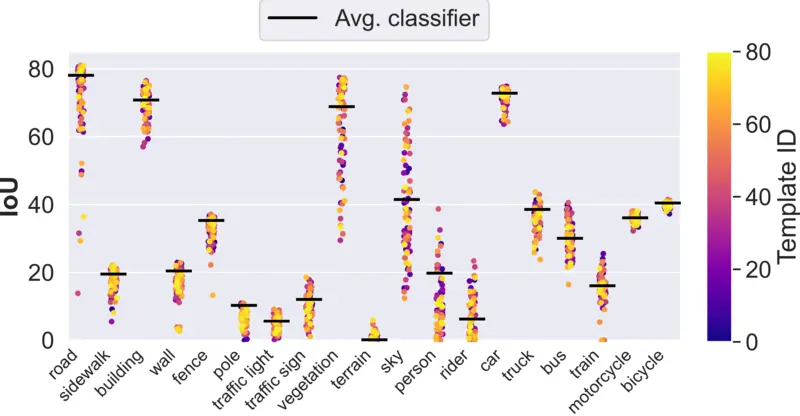 Avg. classifier
80
60
40
20
0
IoU
road
sidewalk
building
wall
fence
pole
traffic light
traffic sign
vegetation
terrain
sky
person
rider
car
truck
bus
train
motorcycle
bicycle
80
60
40
20
0
Template ID